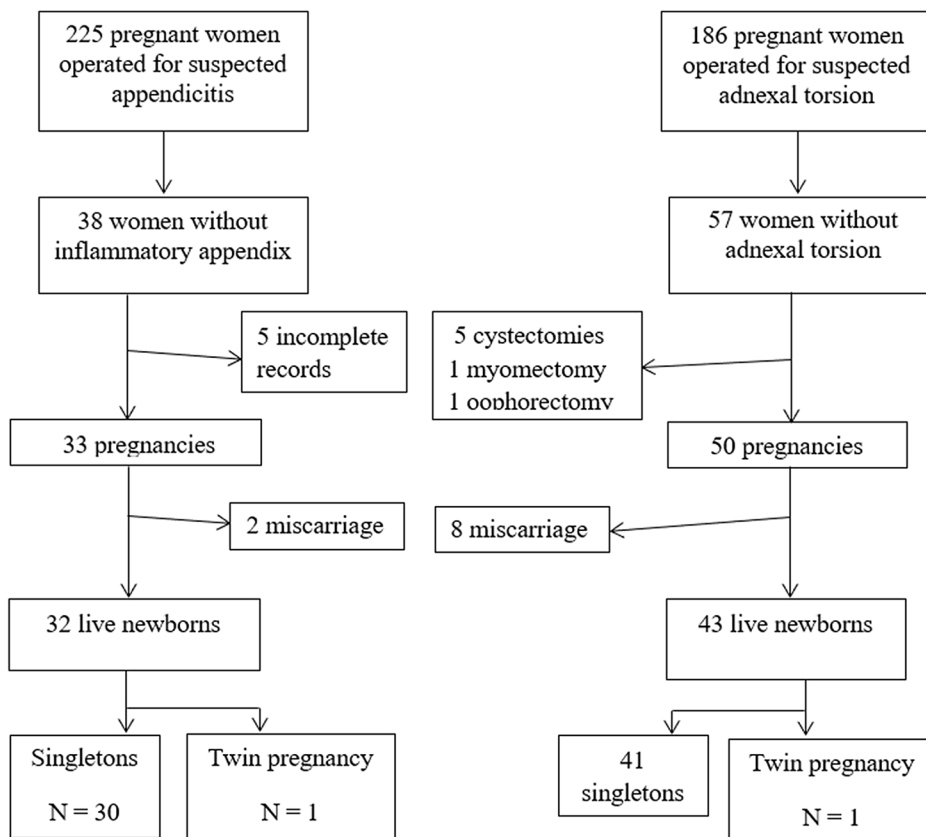 225 pregnant women
operated for suspected
appendicitis
186 pregnant women
operated for suspected
adnexal torsion
38 women without
inflammatory appendix
57 women without
adnexal torsion
5 incomplete
records
5 cystectomies
1 myomectomy
1 oophorectomy
33 pregnancies
50 pregnancies
2 miscarriage
8 miscarriage
32 live newborns
43 live newborns
Singletons
N = 30
Twin pregnancy
N = 1
41
singletons
Twin pregnancy
N = 1